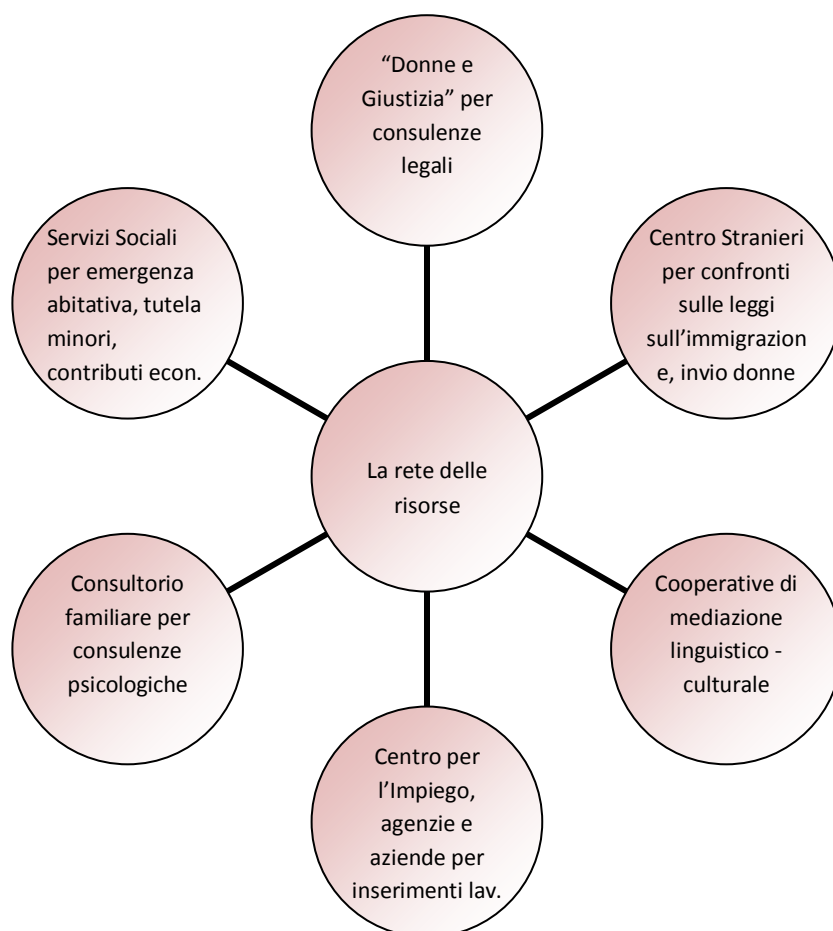 “Donne e
Giustizia” per
consulenze
legali
Servizi Sociali
per emergenza
abitativa, tutela
minori,
contributi econ.
Centro Stranieri
per confronti
sulle leggi
sull’immigrazion
e, invio donne
La rete delle
risorse
Consultorio
familiare per
consulenze
psicologiche
Cooperative di
mediazione
linguistico -
culturale
Centro per
l’Impiego,
agenzie e
aziende per
inserimenti lav.